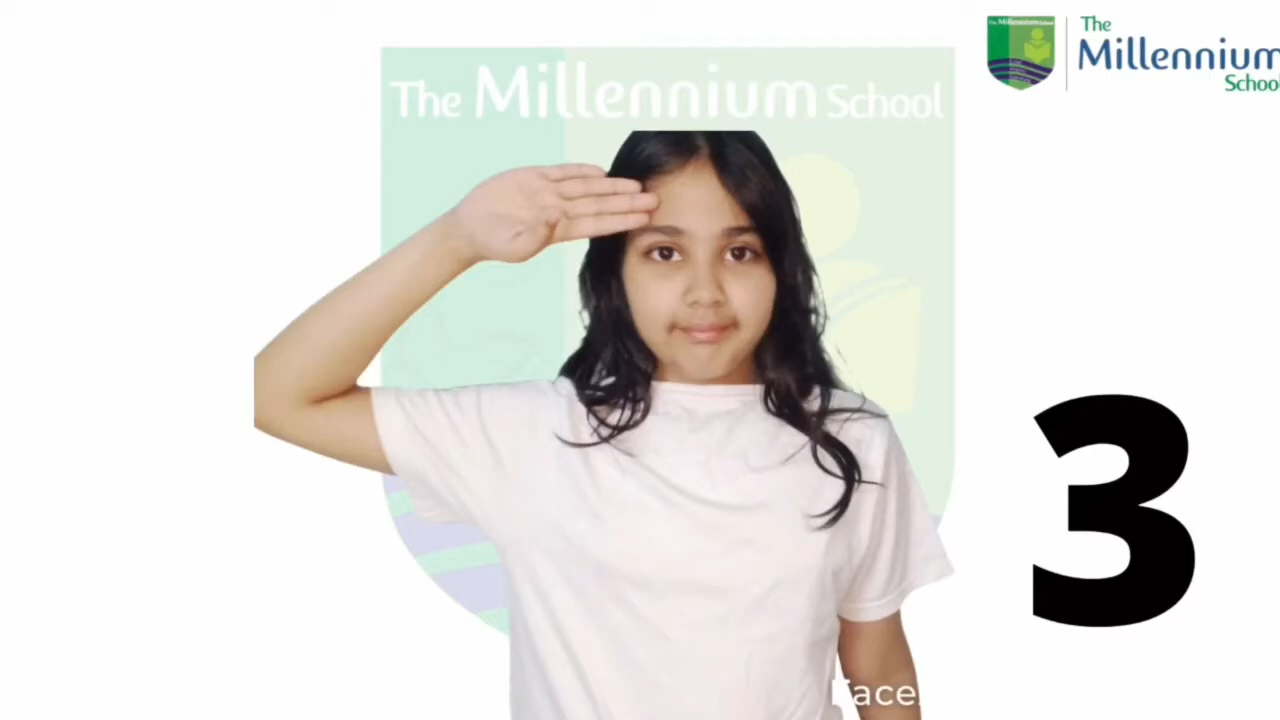 The Millennium School
The
Millennium
School
3